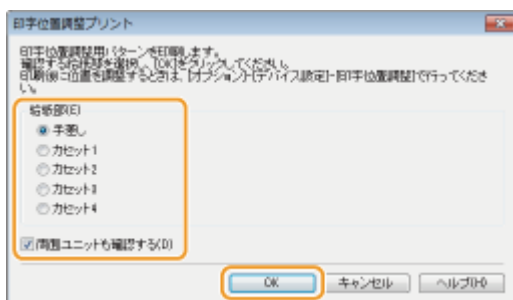 印字位置調整プリント
印字位置調整用パターンを印刷します。
確認する給紙部を選択し、[OK]をクリックしてください。
印刷後に位置を調整するときは、[オプション]-[デバイス設定]-[印字位置調整]で行ってくださ
い。
給紙部(E)
手差し
カセット1
カセット2
カセット3
カセット4
両面ユニットも確認する(D)
OK
キャンセル
ヘルプ(H)